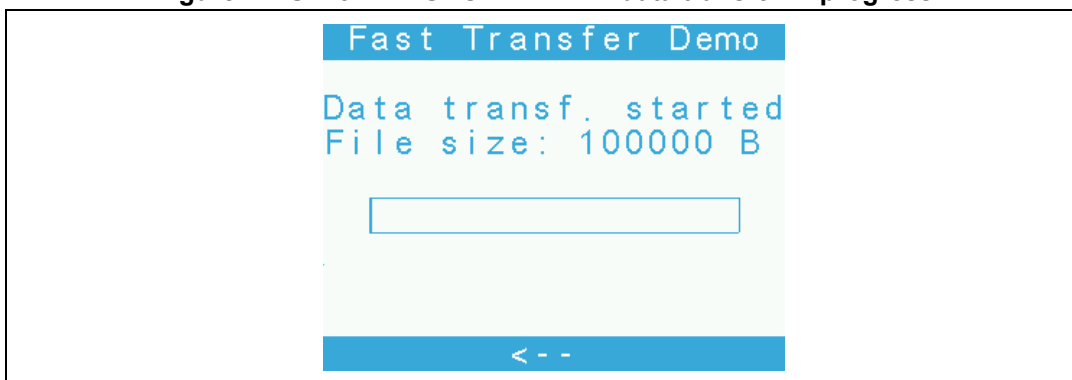 Fast Transfer Demo
Data transf. started
File size: 100000 B
<--